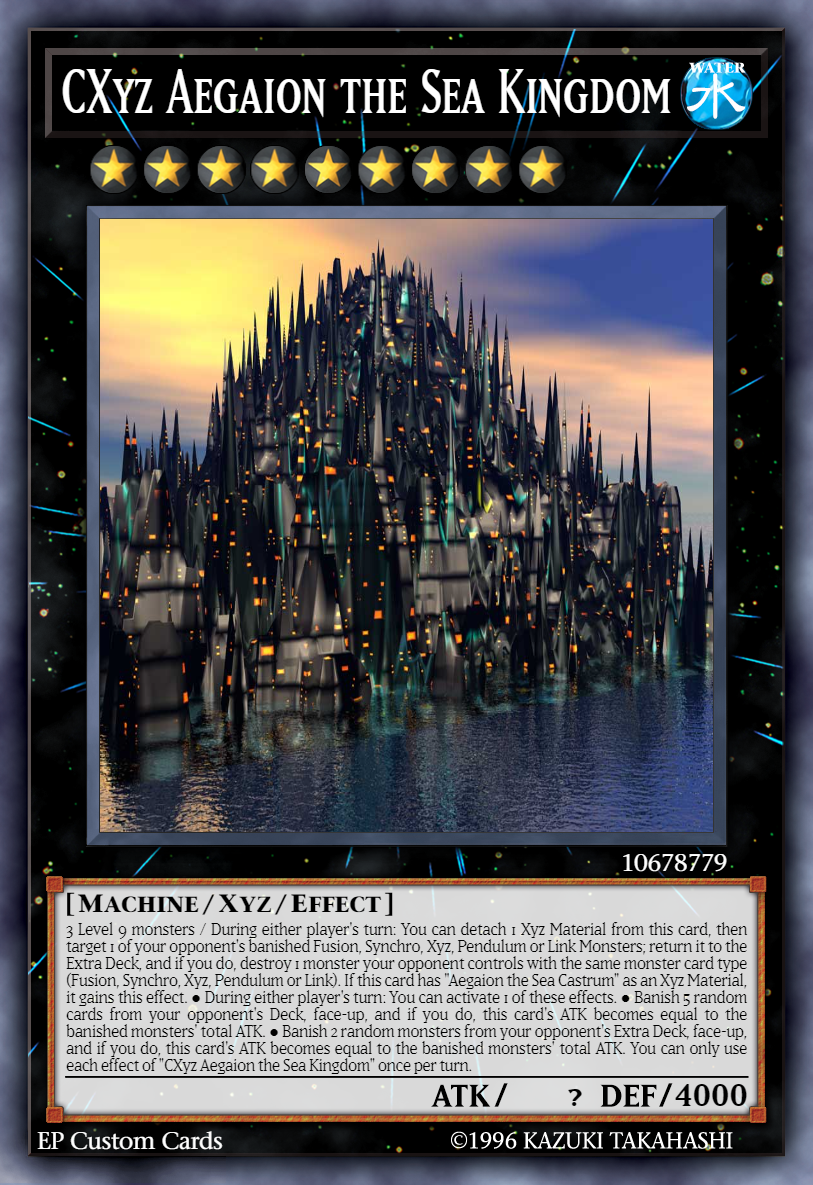 CXyz Aegaion the Sea Kingdom
WATER
水
10678779
[ Machine / Xyz / Effect ]
3 Level 9 monsters / During either player's turn: You can detach 1 Xyz Material from this card, then
target 1 of your opponent's banished Fusion, Synchro, Xyz, Pendulum or Link Monsters; return it to the
Extra Deck, and if you do, destroy 1 monster your opponent controls with the same monster card type
(Fusion, Synchro, Xyz, Pendulum or Link). If this card has "Aegaion the Sea Castrum" as an Xyz Material,
it gains this effect. ● During either player's turn: You can activate 1 of these effects. ● Banish 5 random
cards from your opponent's Deck, face-up, and if you do, this card's ATK becomes equal to the
banished monsters' total ATK. ● Banish 2 random monsters from your opponent's Extra Deck, face-up,
and if you do, this card's ATK becomes equal to the banished monsters' total ATK. You can only use
each effect of "CXyz Aegaion the Sea Kingdom" once per turn.
ATK/ ? DEF/4000
EP Custom Cards ©1996 KAZUKI TAKAHASHI